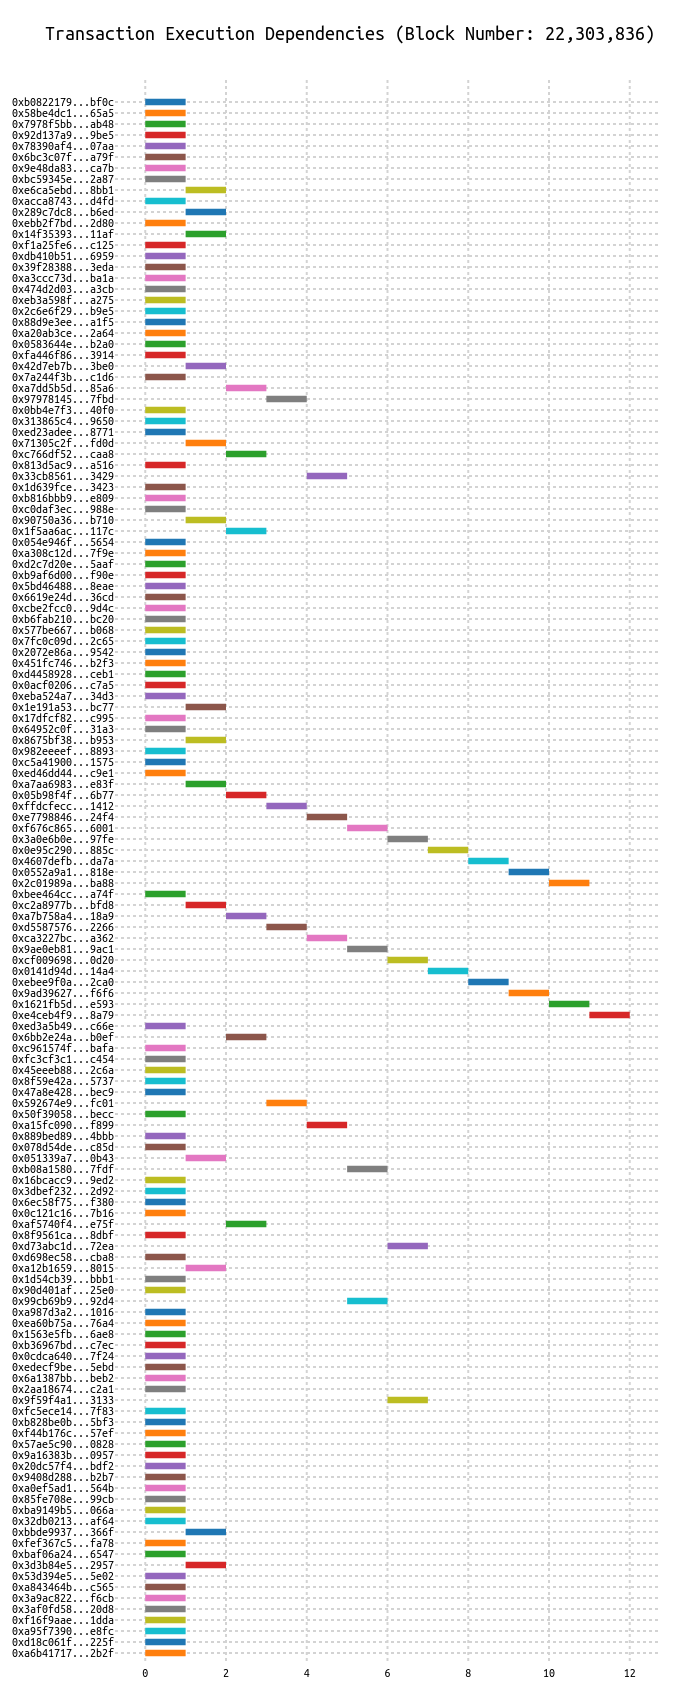 Transaction Execution Dependencies (Block Number: 22,303,836)
0xb0822179...bf0c
0x58be4dc1...65a5
0x7978f5bb...ab48
0x92d137a9...9be5
0x78390af4...07aa
0x6bc3c07f...a79f
0x9e48da83...ca7b
0xbc59345e...2a87
0xe6ca5ebd...8bb1
0xacca8743...d4fd
0x289c7dc8...b6ed
0xebb2f7bd...2d80
0x14f35393...11af
0xf1a25fe6...c125
0xdb410b51...6959
0x39f28388...3eda
0xa3ccc73d...ba1a
0x474d2d03...a3cb
0xeb3a598f...a275
0x2c6e6f29...b9e5
0x88d9e3ee...a1f5
0xa20ab3ce...2a64
0x0583644e...b2a0
0xfa446f86...3914
0x42d7eb7b...3be0
0x7a244f3b...c1d6
0xa7dd5b5d...85a6
0x97978145...7fbd
0x0bb4e7f3...40f0
0x313865c4...9650
0xed23adee...8771
0x71305c2f...fd0d
0xc766df52...caa8
0x813d5ac9...a516
0x33cb8561...3429
0x1d639fce...3423
0xb816bbb9...e809
0xc0daf3ec...988e
0x90750a36...b710
0x1f5aa6ac...117c
0x054e946f...5654
0xa308c12d...7f9e
0xd2c7d20e...5aaf
0xb9af6d00...f90e
0x5bd46488...8eae
0x6619e24d...36cd
0xcbe2fcc0...9d4c
0xb6fab210...bc20
0x577be667...b068
0x7fc0c09d...2c65
0x2072e86a...9542
0x451fc746...b2f3
0xd4458928...ceb1
0x0acf0206...c7a5
0xeba524a7...34d3
0x1e191a53...bc77
0x17dfcf82...c995
0x64952c0f...31a3
0x8675bf38...b953
0x982eeeef...8893
0xc5a41900...1575
0xed46dd44...c9e1
0xa7aa6983...e83f
0x05b98f4f...6b77
0xffdcfecc...1412
0xe7798846...24f4
0xf676c865...6001
0x3a0e6b0e...97fe
0x0e95c290...885c
0x4607defb...da7a
0x0552a9a1...818e
0x2c01989a...ba88
0xbee464cc...a74f
0xc2a8977b...bfd8
0xa7b758a4...18a9
0xd5587576...2266
0xca3227bc...a362
0x9ae0eb81...9ac1
0xcf009698...0d20
0x0141d94d...14a4
0xebee9f0a...2ca0
0x9ad39627...f6f6
0x1621fb5d...e593
0xe4ceb4f9...8a79
0xed3a5b49...c66e
0x6bb2e24a...b0ef
0xc961574f...bafa
0xfc3cf3c1...c454
0x45eeeb88...2c6a
0x8f59e42a...5737
0x47a8e428...bec9
0x592674e9...fc01
0x50f39058...becc
0xa15fc090...f899
0x889bed89...4bbb
0x078d54de...c85d
0x051339a7...0b43
0xb08a1580...7fdf
0x16bcacc9...9ed2
0x3dbef232...2d92
0x6ec58f75...f380
0x0c121c16...7b16
0xaf5740f4...e75f
0x8f9561ca...8dbf
0xd73abc1d...72ea
0xd698ec58...cba8
0xa12b1659...8015
0x1d54cb39...bbb1
0x90d401af...25e0
0x99cb69b9...92d4
0xa987d3a2...1016
0xea60b75a...76a4
0x1563e5fb...6ae8
0xb36967bd...c7ec
0x0cdca640...7f24
0xedecf9be...5ebd
0x6a1387bb...beb2
0x2aa18674...c2a1
0x9f59f4a1...3133
0xfc5ece14...7f83
0xb828be0b...5bf3
0xf44b176c...57ef
0x57ae5c90...0828
0x9a16383b...0957
0x20dc57f4...bdf2
0x9408d288...b2b7
0xa0ef5ad1...564b
0x85fe708e...99cb
0xba9149b5...066a
0x32db0213...af64
0xbbde9937...366f
0xfef367c5...fa78
0xbaf06a24...6547
0x3d3b84e5...2957
0x53d394e5...5e02
0xa843464b...c565
0x3a9ac822...f6cb
0x3af0fd58...20d8
0xf16f9aae...1dda
0xa95f7390...e8fc
0xd18c061f...225f
0xa6b41717...2b2f
0 2 4 6 8 10 12